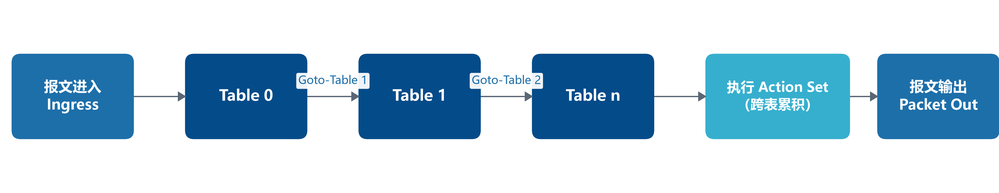 报文进入
Ingress
Table 0
Goto-Table 1
Table 1
Goto-Table 2
Table n
执行 Action Set
(跨表累积)
报文输出
Packet Out